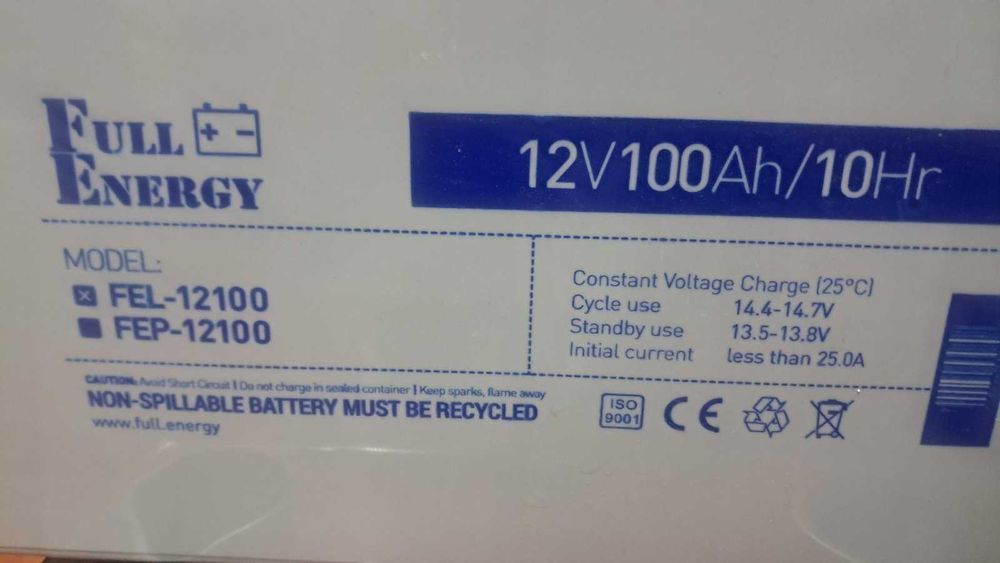 FULL
ENERGY
12V100Ah/10Hr
MODEL:
FEL-12100
FEP-12100
Constant Voltage Charge (25°C)
Cycle use 14.4-14.7V
Standby use 13.5-13.8V
Initial current less than 25.0A
CAUTION: Avoid Short Circuit | Do not charge in sealed container | Keep sparks, flame away
NON-SPILLABLE BATTERY MUST BE RECYCLED
www.full.energy
ISO
9001
CE